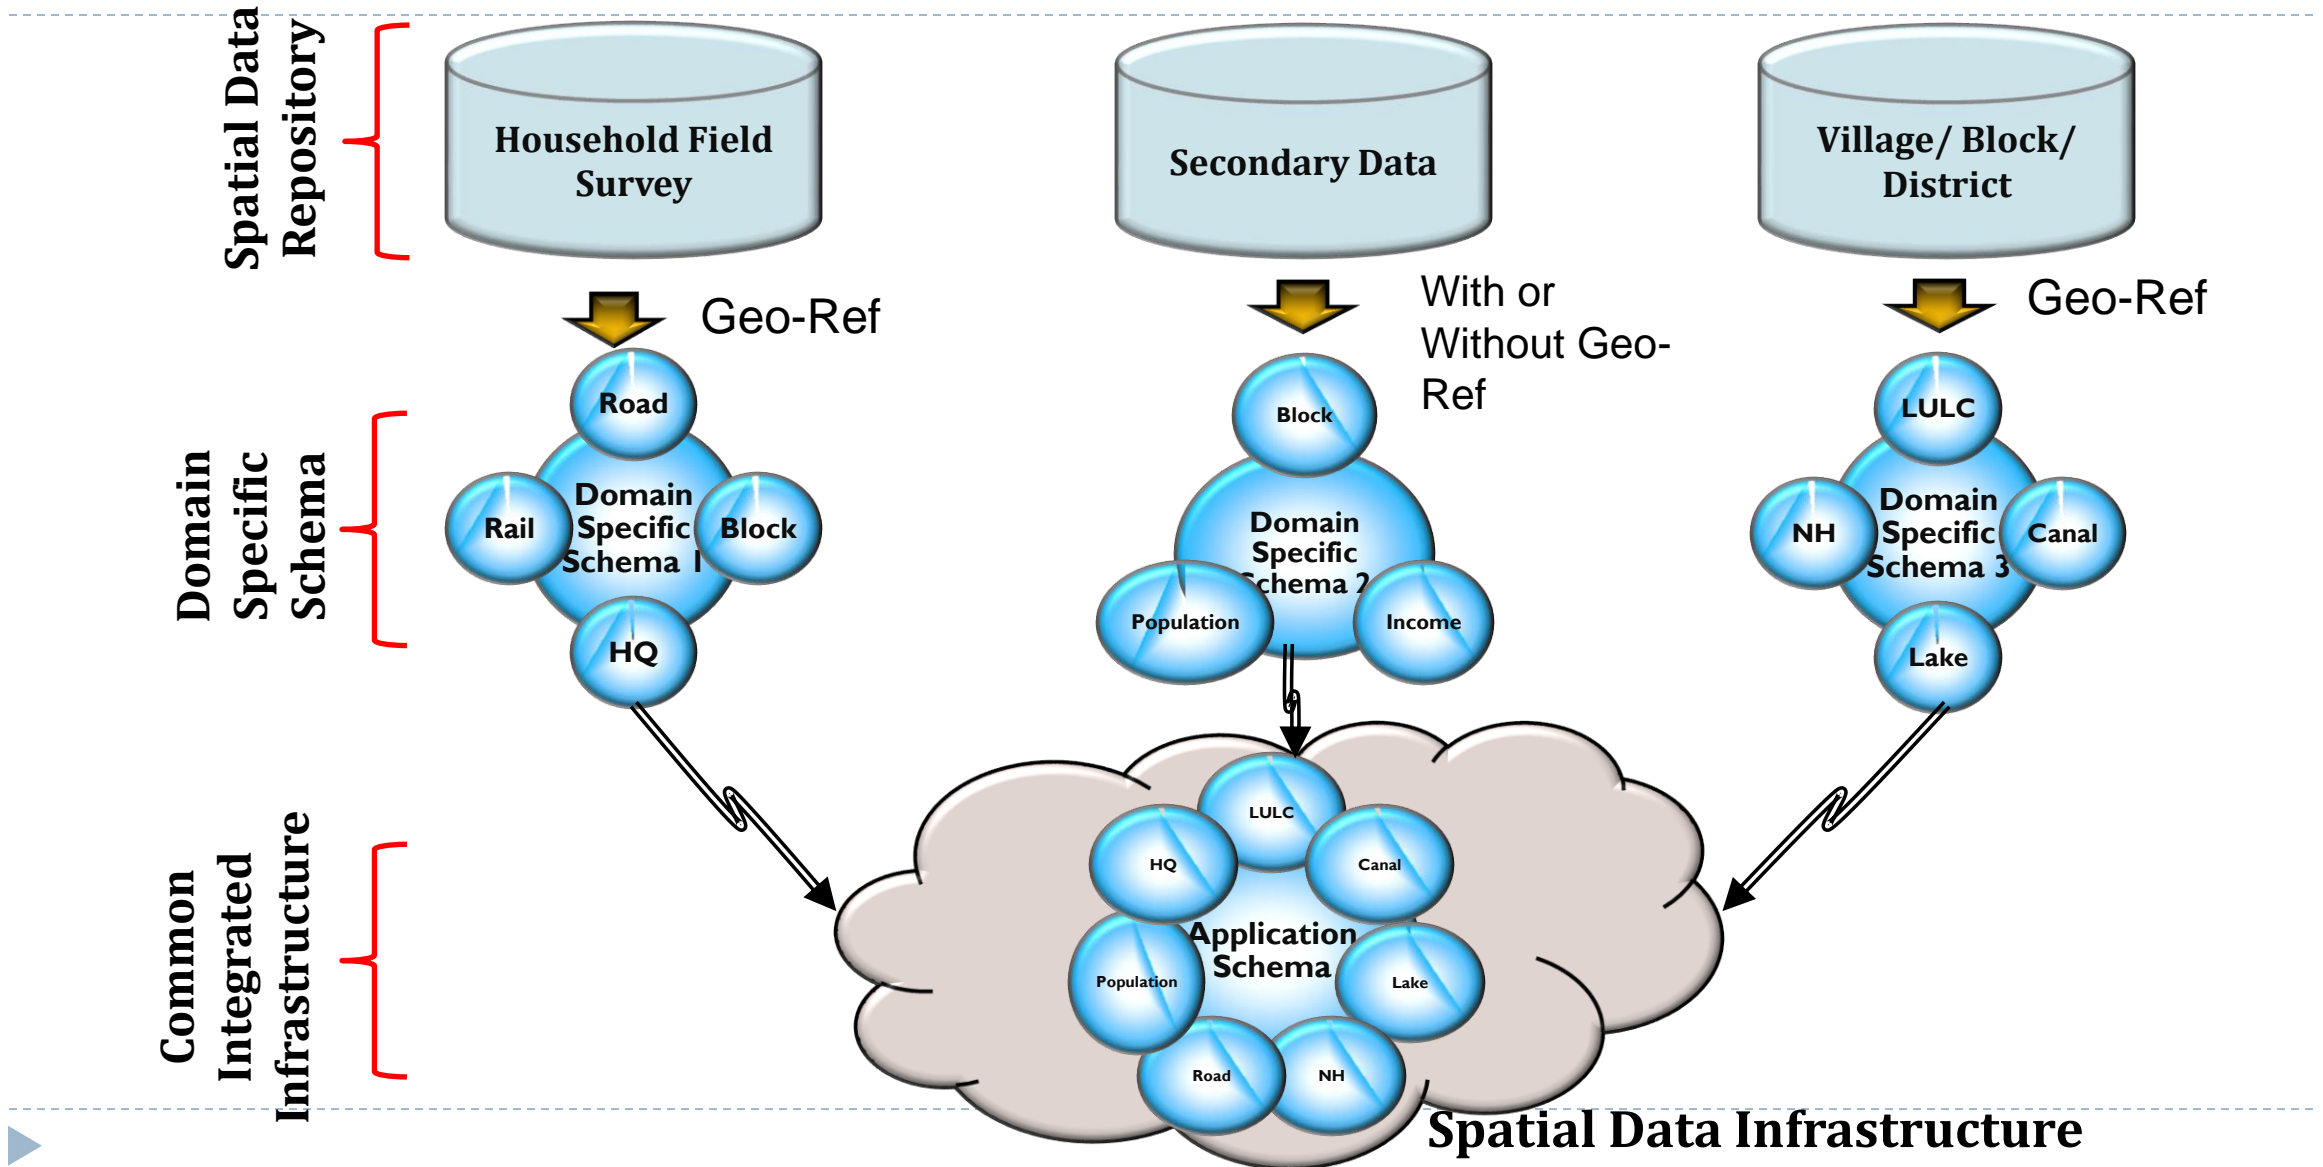 Spatial Data
Repository
Household Field
Survey
Secondary Data
Village/ Block/
District
Geo-Ref
With or
Without Geo-
Ref
Geo-Ref
Domain
Specific
Schema
Road
Rail
Domain
Specific
Schema 1
Block
HQ
Block
Domain
Specific
Schema 2
Population
Income
LULC
NH
Domain
Specific
Schema 3
Canal
Lake
Common
Integrated
Infrastructure
LULC
HQ
Canal
Application
Schema
Population
Lake
Road
NH
Spatial Data Infrastructure